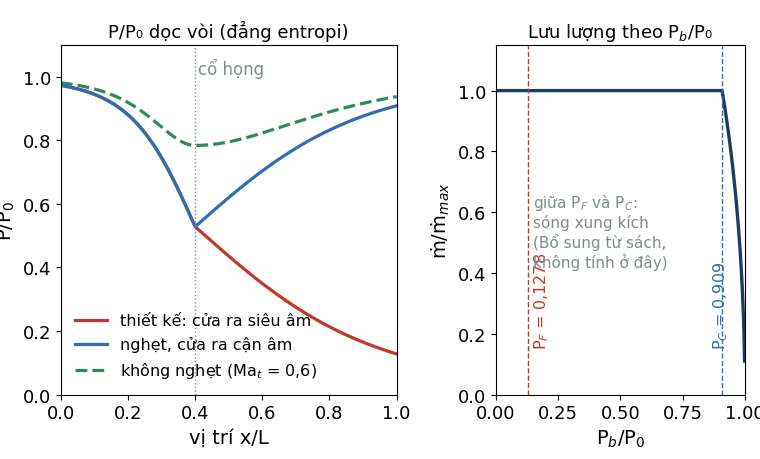 P/P₀ dọc vòi (đẳng entropi)
cổ họng
1.0
0.8
0.6
0.4
0.2
0.0
P/P₀
thiết kế: cửa ra siêu âm
nghẹt, cửa ra cận âm
không nghẹt (Maₜ = 0,6)
0.0 0.2 0.4 0.6 0.8 1.0
vị trí x/L
Lưu lượng theo P_b/P₀
1.0
0.8
0.6
0.4
0.2
0.0
ṁ/ṁ_max
giữa P_F và P_C:
sóng xung kích
(Bổ sung từ sách,
không tính ở đây)
P_F = 0,1278
P_C = 0,909
0.00 0.25 0.50 0.75 1.00
P_b/P₀